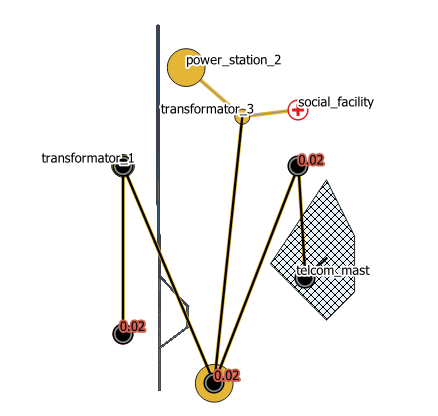 power_station_2
social_facility
transformator_3
transformator_1
0.02
telcom_mast
0.02
0.02